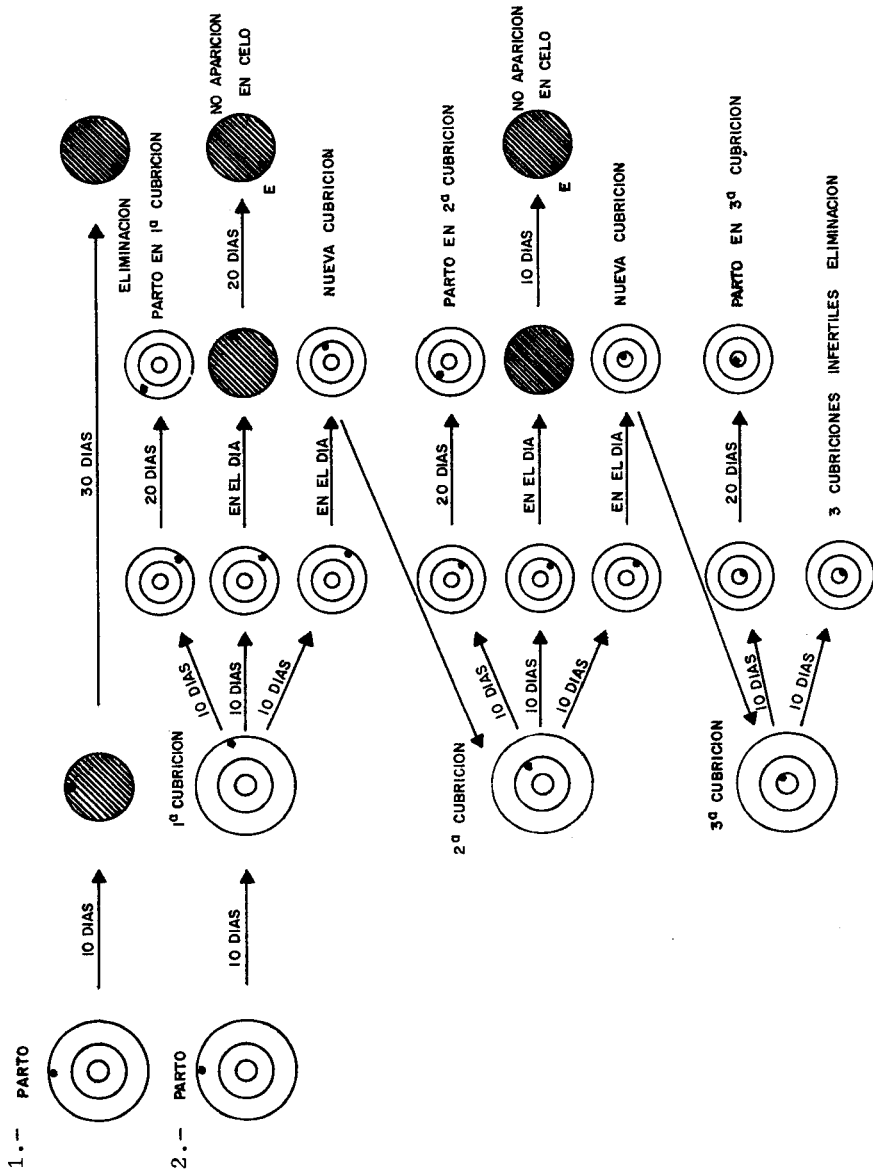 1.- PARTO
10 DIAS
30 DIAS
ELIMINACION
2.- PARTO
10 DIAS
1ª CUBRICION
10 DIAS
20 DIAS
PARTO EN 1ª CUBRICION
10 DIAS
EN EL DIA
20 DIAS
NO APARICION
EN CELO
E
10 DIAS
EN EL DIA
NUEVA CUBRICION
2ª CUBRICION
10 DIAS
20 DIAS
PARTO EN 2ª CUBRICION
10 DIAS
EN EL DIA
10 DIAS
NO APARICION
EN CELO
E
10 DIAS
EN EL DIA
NUEVA CUBRICION
3ª CUBRICION
10 DIAS
20 DIAS
PARTO EN 3ª CUBRICION
10 DIAS
3 CUBRICIONES INFERTILES ELIMINACION